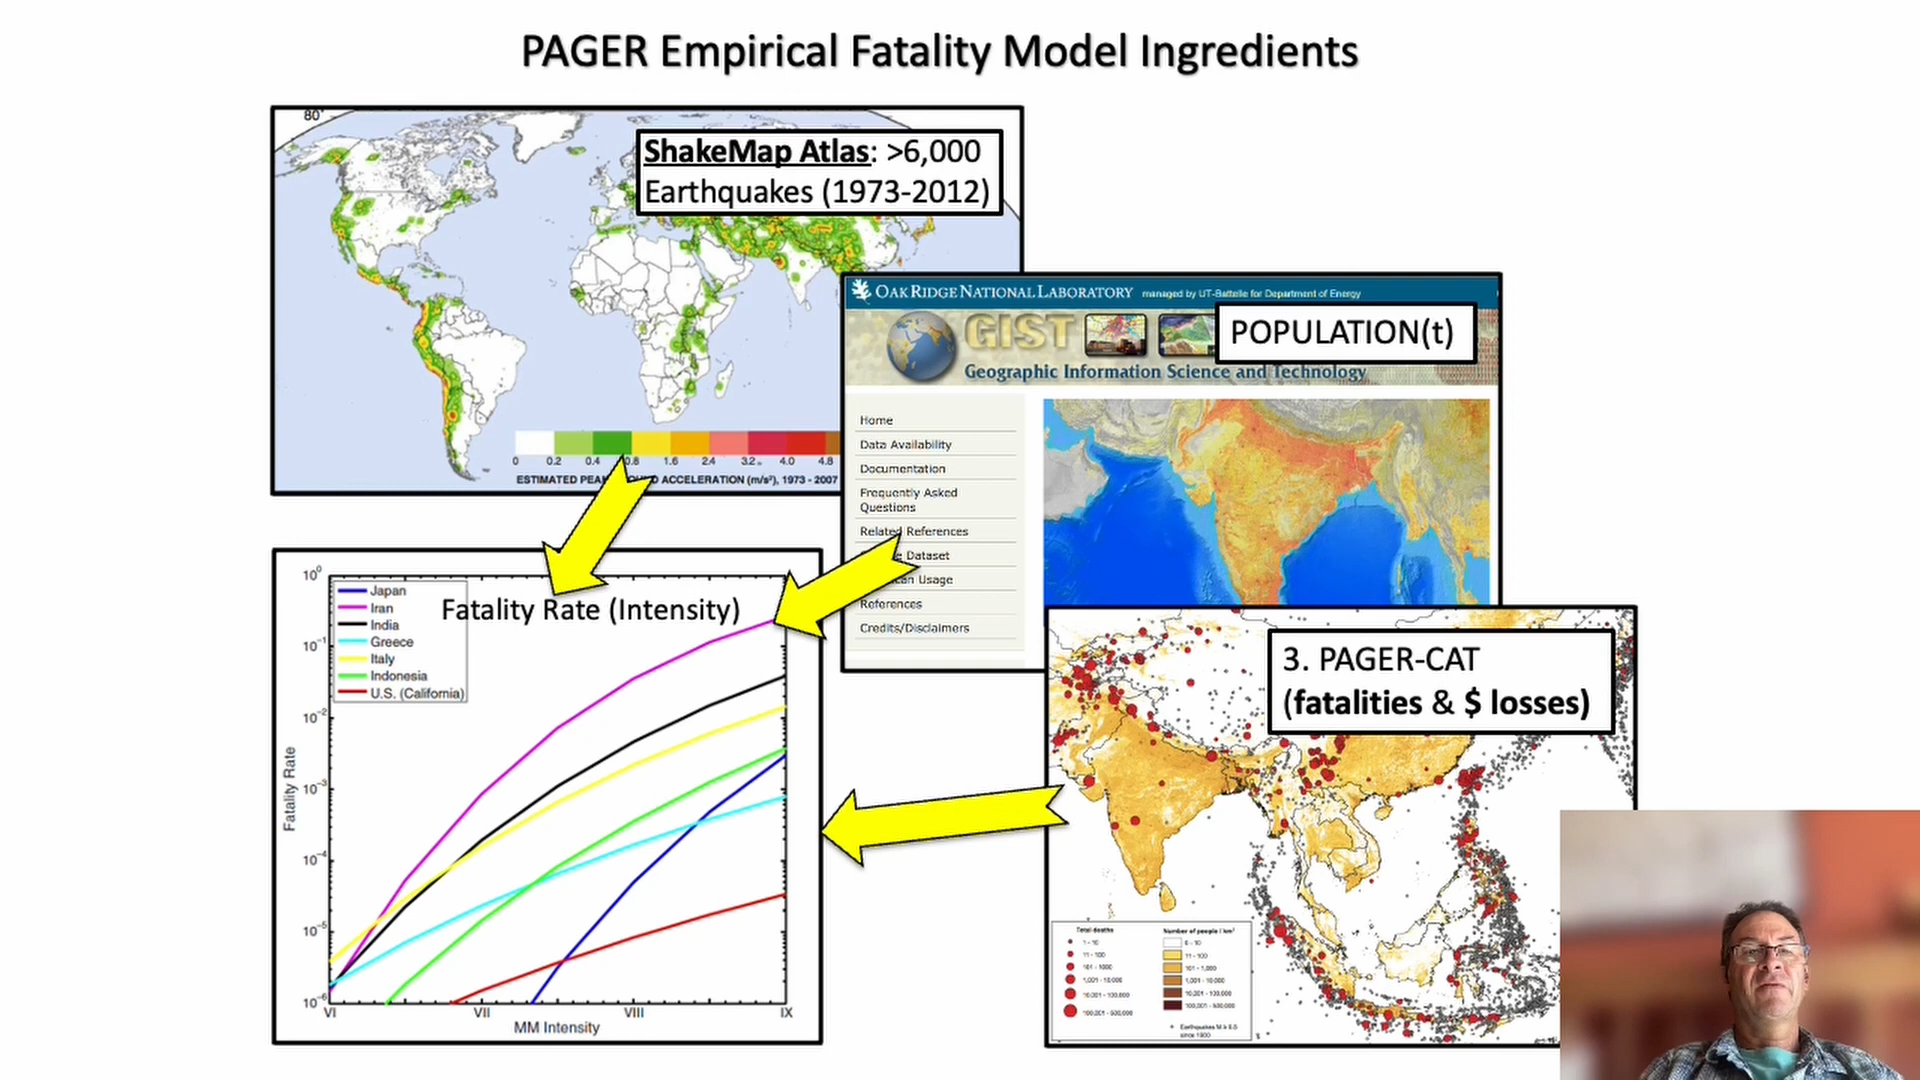 PAGER Empirical Fatality Model Ingredients
80°
ShakeMap Atlas: >6,000
Earthquakes (1973-2012)
0 0.2 0.4 0.8 1.6 2.4 3.2 4.0 4.8
ESTIMATED ACCELERATION (m/s²), 1973 - 2007
OAK RIDGE NATIONAL LABORATORY managed by UT-Battelle for Department of Energy
GIST
POPULATION(t)
Geographic Information Science and Technology
Home
Data Availability
Documentation
Frequently Asked
Questions
Related References
Dataset
Usage
References
Credits/Disclaimers
Fatality Rate (Intensity)
Japan
Iran
India
Greece
Italy
Indonesia
U.S. (California)
10⁰
10⁻¹
10⁻²
10⁻³
10⁻⁴
10⁻⁵
10⁻⁶
Fatality Rate
VI VII VIII IX
MM Intensity
3. PAGER-CAT
(fatalities & $ losses)
Total deaths
1 - 10
11 - 100
101 - 1000
1,001 - 10,000
10,001 - 100,000
100,001 - 500,000
Number of people / km²
0 - 10
11 - 100
101 - 1,000
1,001 - 10,000
10,001 - 100,000
100,001 - 500,000
Earthquakes M
since 1900